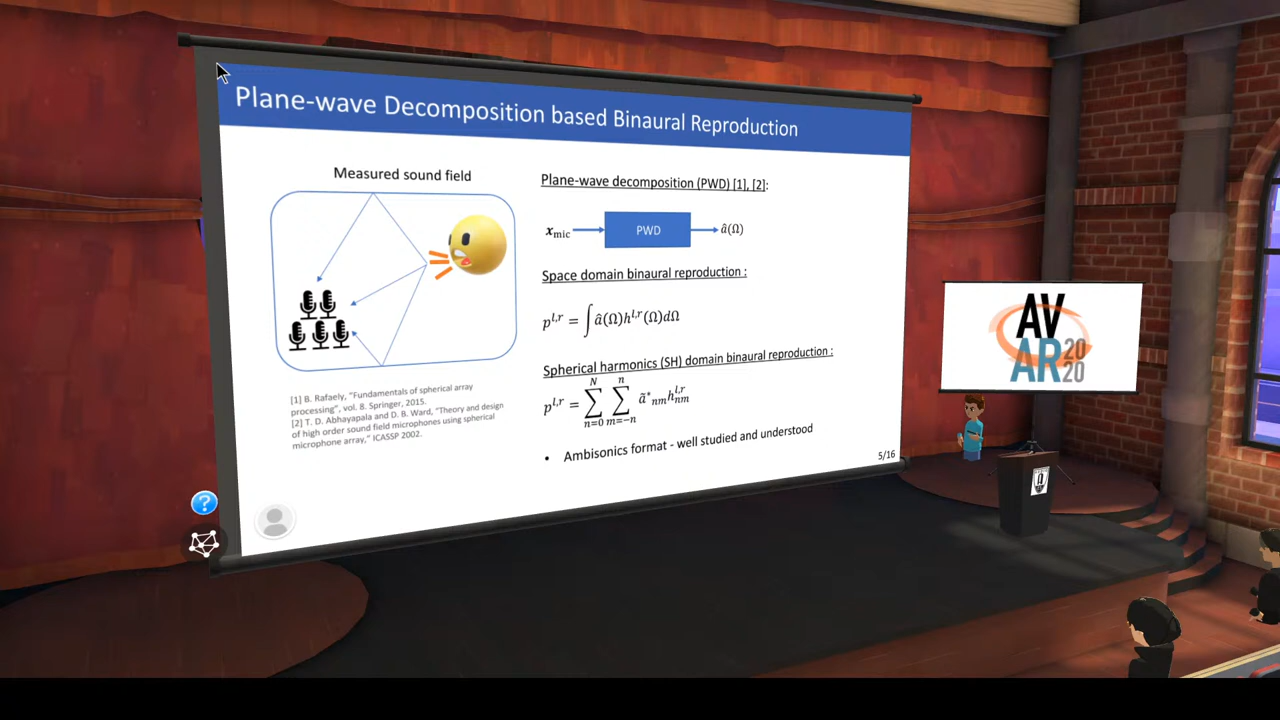 Plane-wave Decomposition based Binaural Reproduction
Measured sound field
[1] B. Rafaely, "Fundamentals of spherical array
processing", vol. 8. Springer, 2015.
[2] T. D. Abhayapala and D. B. Ward, "Theory and design
of high order sound field microphones using spherical
microphone array," ICASSP 2002.
Plane-wave decomposition (PWD) [1], [2]:
x_mic PWD â(Ω)
Space domain binaural reproduction :
p^{l,r} = ∫ â(Ω)h^{l,r}(Ω)dΩ
Spherical harmonics (SH) domain binaural reproduction :
p^{l,r} = ∑_{n=0}^{N} ∑_{m=-n}^{n} ã*_{nm} h_{nm}^{l,r}
• Ambisonics format - well studied and understood
5/16
?
AV
AR 20
20